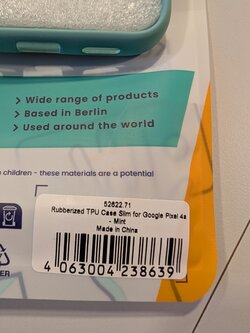 > Wide range of products
> Based in Berlin
> Used around the world
children - these materials are a potential
52622.71
Rubberized TPU Case Slim for Google Pixel 4a
- Mint
Made in China
4 063004 238639
ER